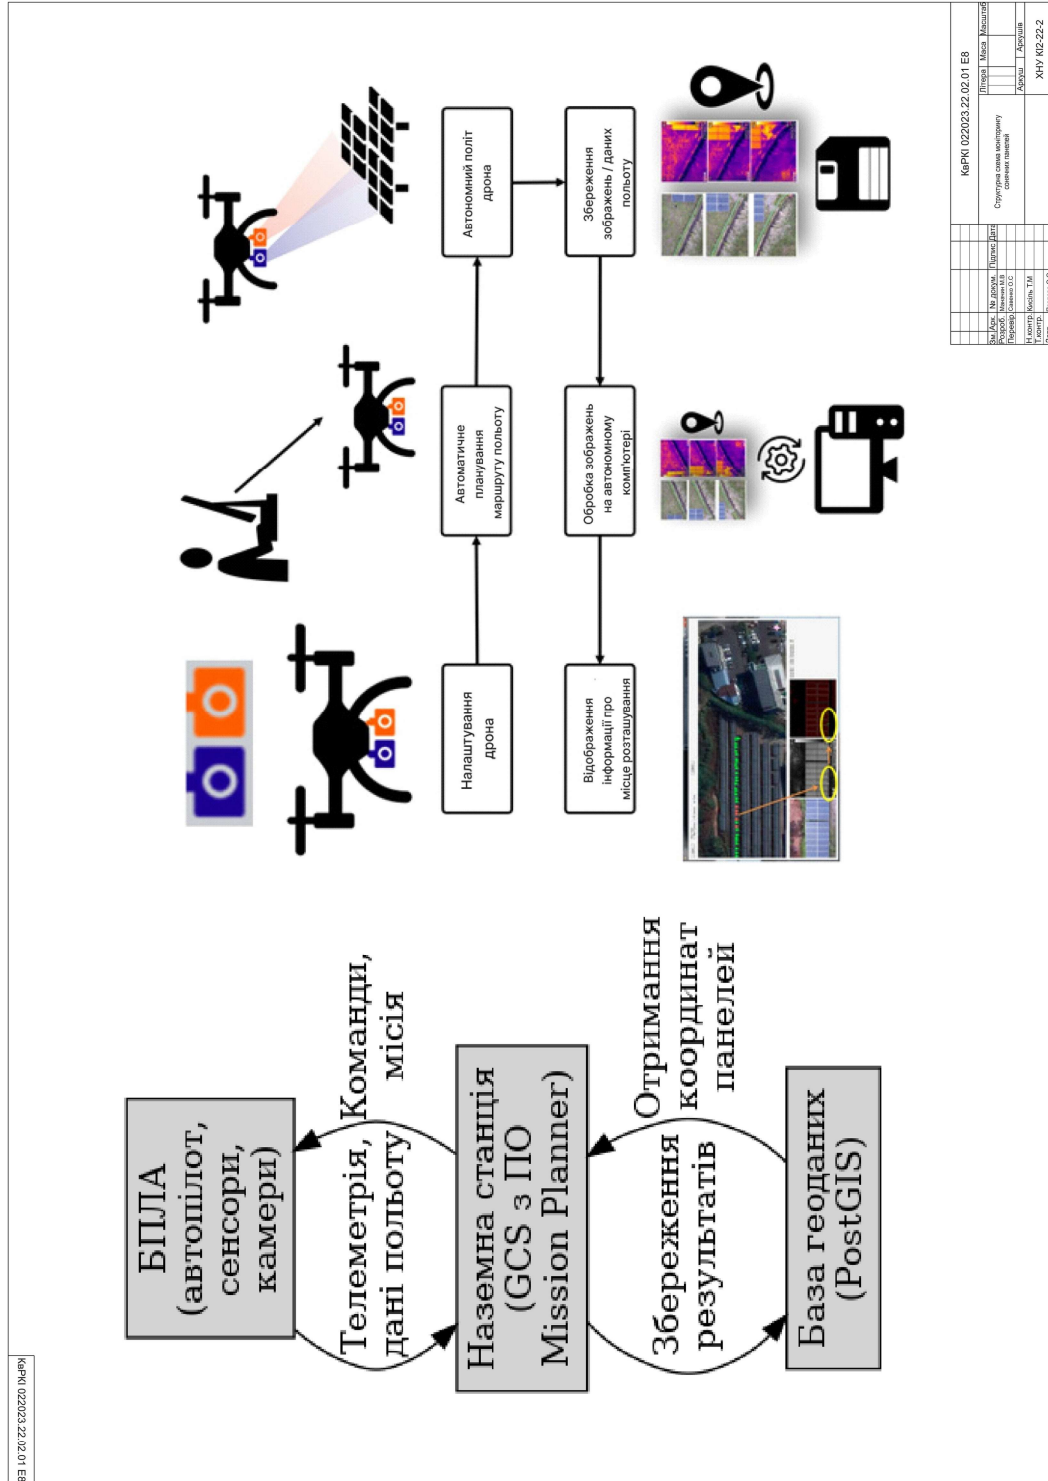 КвРКІ 022023.22.02.01 Е8
БПЛА
(автопілот,
сенсори,
камери)
Телеметрія,
дані польоту
Команди,
місія
Наземна станція
(GCS з ПО
Mission Planner)
Збереження
результатів
Отримання
координат
панелей
База геоданих
(PostGIS)
Налаштування
дрона
Автоматичне
планування
маршруту польоту
Автономний політ
дрона
Збереження
зображень / даних
польоту
Обробка зображень
на автономному
комп'ютері
Відображення
інформації про
місце розташування
КвРКІ 022023.22.02.01 Е8
Зм. Арк. № докум. Підпис Дата
Розроб.
Перевір. Савенко О.С
Н.контр. Кисіль Т.М
Т.контр.
Структурна схема моніторингу
сонячних панелей
Літера Маса Масштаб
Аркуш Аркушів
ХНУ КІ2-22-2